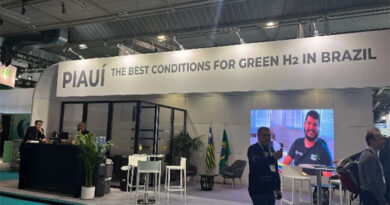 PIAUÍ THE BEST CONDITIONS FOR GREEN H2 IN BRAZIL